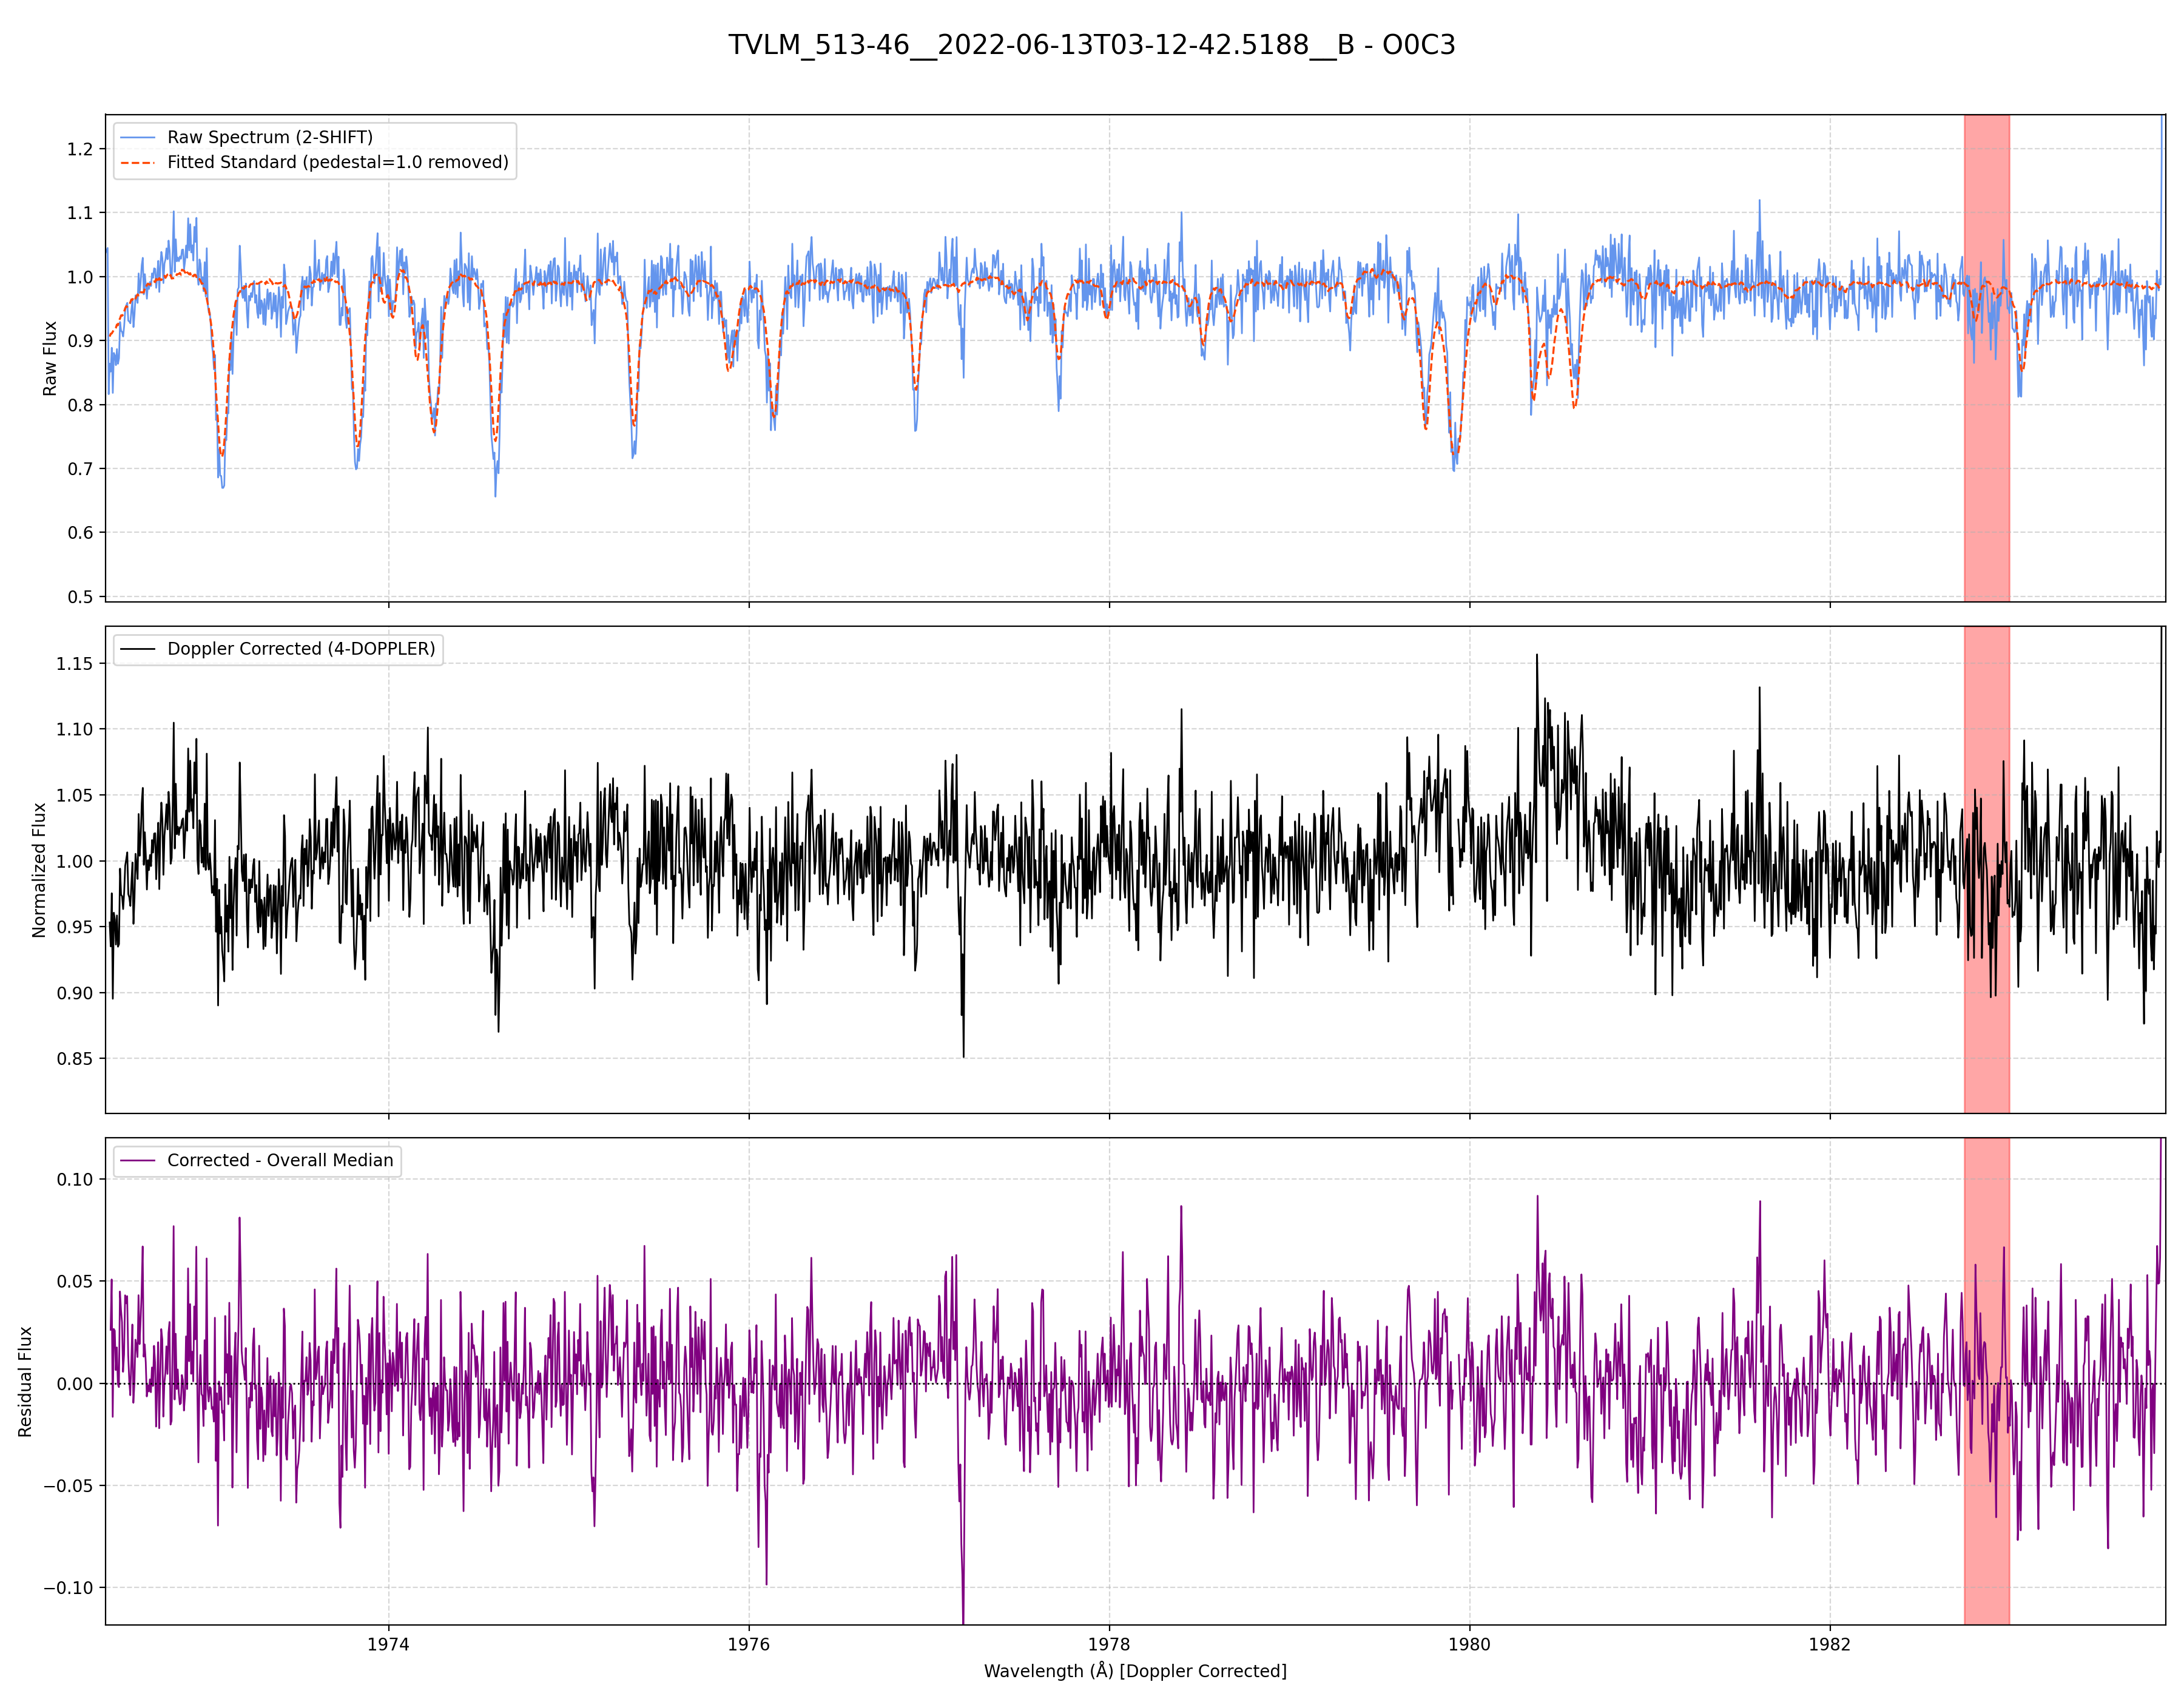 TVLM_513-46__2022-06-13T03-12-42.5188__B - O0C3
Raw Spectrum (2-SHIFT)
Fitted Standard (pedestal=1.0 removed)
1.2
1.1
1.0
0.9
0.8
0.7
0.6
0.5
Raw Flux
Doppler Corrected (4-DOPPLER)
1.15
1.10
1.05
1.00
0.95
0.90
0.85
Normalized Flux
Corrected - Overall Median
0.10
0.05
0.00
−0.05
−0.10
Residual Flux
1974
1976
1978
1980
1982
Wavelength (Å) [Doppler Corrected]